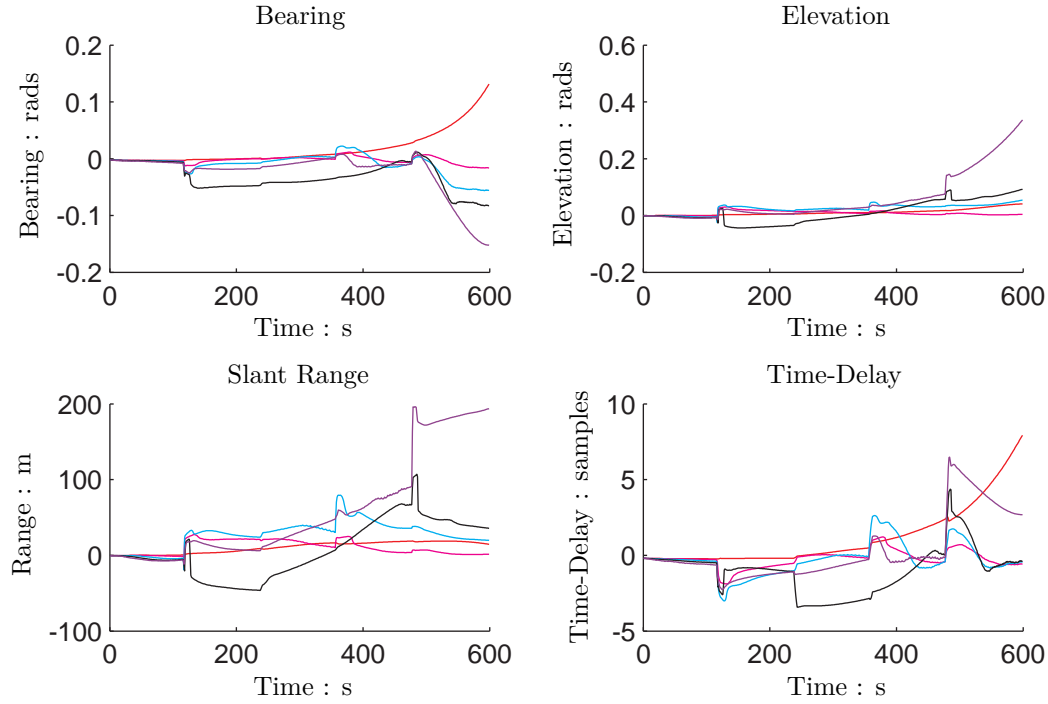 Bearing
0.2
0.1
0
-0.1
-0.2
Bearing : rads
0 200 400 600
Time : s
Elevation
0.6
0.4
0.2
0
-0.2
Elevation : rads
0 200 400 600
Time : s
Slant Range
200
100
0
-100
Range : m
0 200 400 600
Time : s
Time-Delay
10
5
0
-5
Time-Delay : samples
0 200 400 600
Time : s